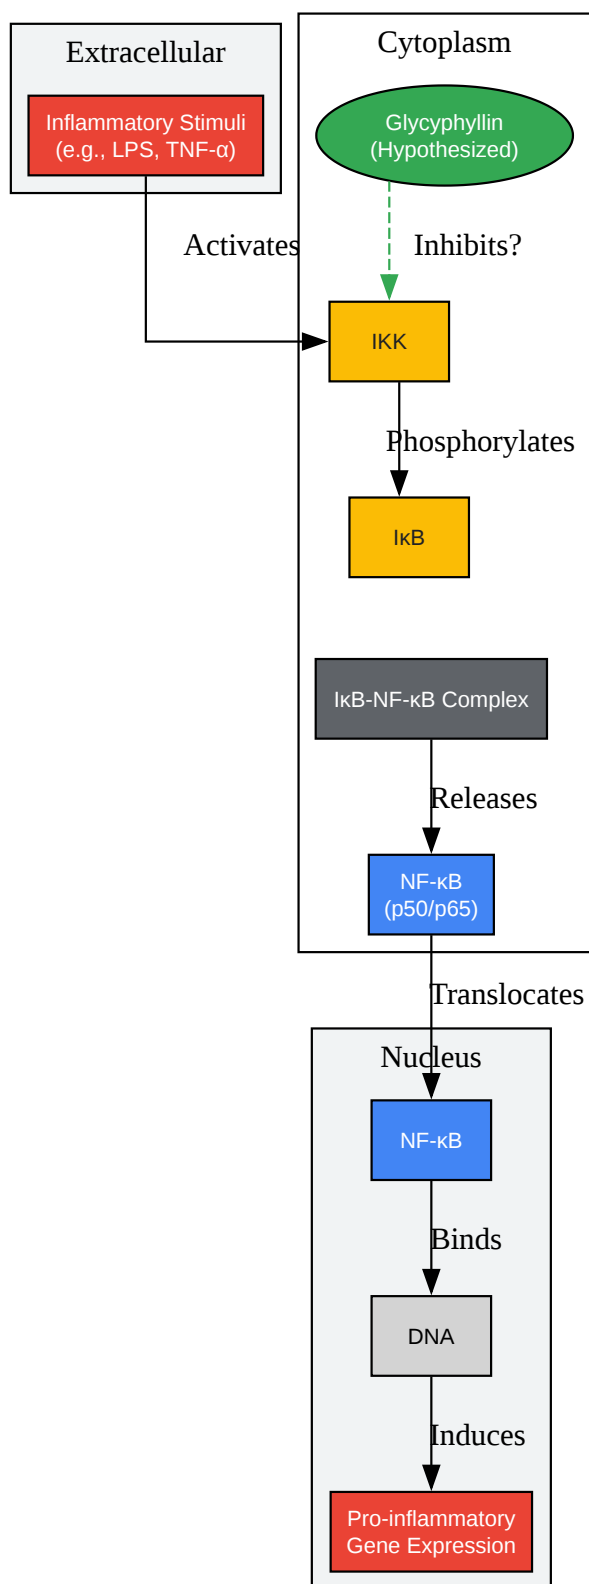 Extracellular
Cytoplasm
Inflammatory Stimuli
(e.g., LPS, TNF-α)
Glycyphyllin
(Hypothesized)
Activates
Inhibits?
IKK
Phosphorylates
IκB
IκB-NF-κB Complex
Releases
NF-κB
(p50/p65)
Translocates
Nucleus
NF-κB
Binds
DNA
Induces
Pro-inflammatory
Gene Expression